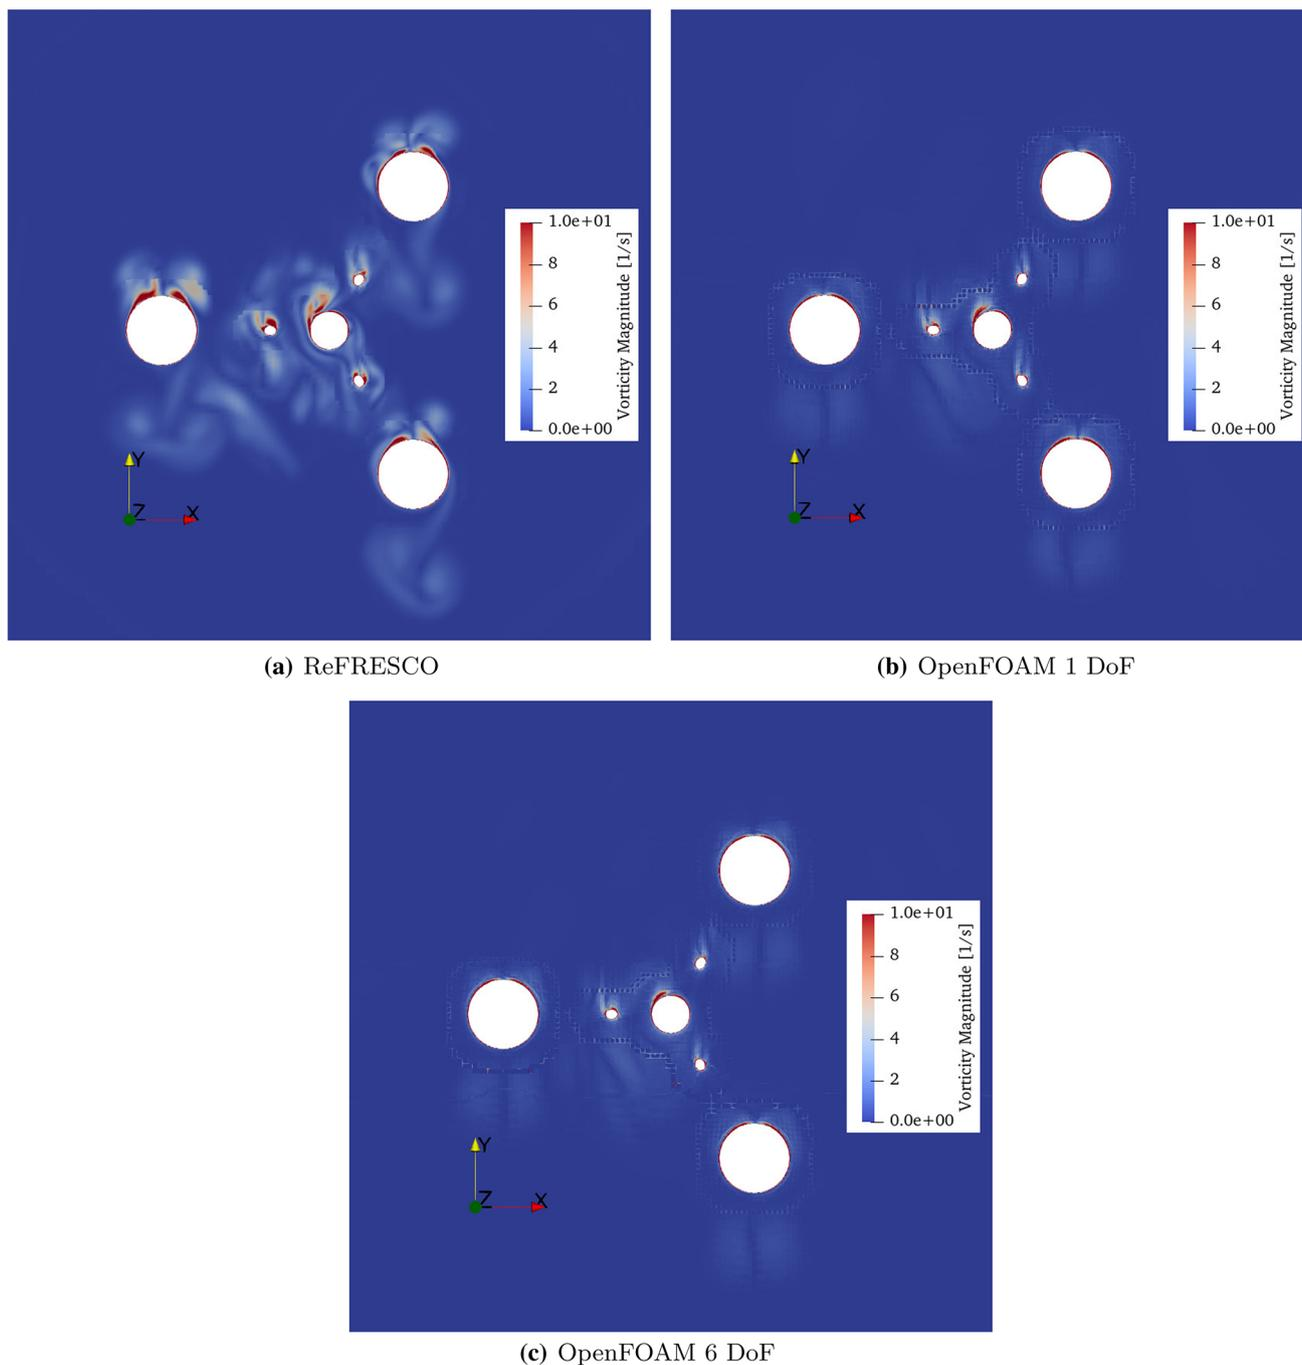 1.0e+01
8
6
4
2
0.0e+00
Vorticity Magnitude [1/s]
Y
Z
X
(a) ReFRESCO
1.0e+01
8
6
4
2
0.0e+00
Vorticity Magnitude [1/s]
Y
Z
X
(b) OpenFOAM 1 DoF
1.0e+01
8
6
4
2
0.0e+00
Vorticity Magnitude [1/s]
Y
Z
X
(c) OpenFOAM 6 DoF